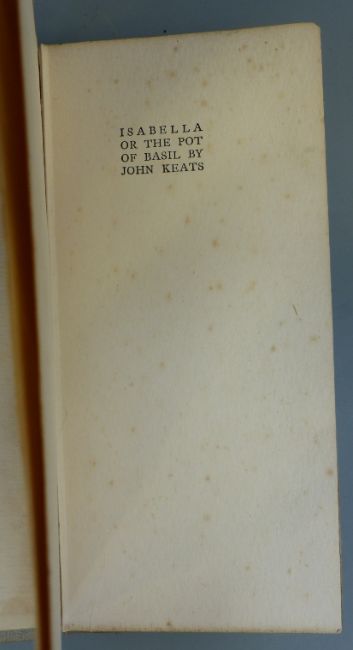 ISABELLA
OR THE POT
OF BASIL BY
JOHN KEATS